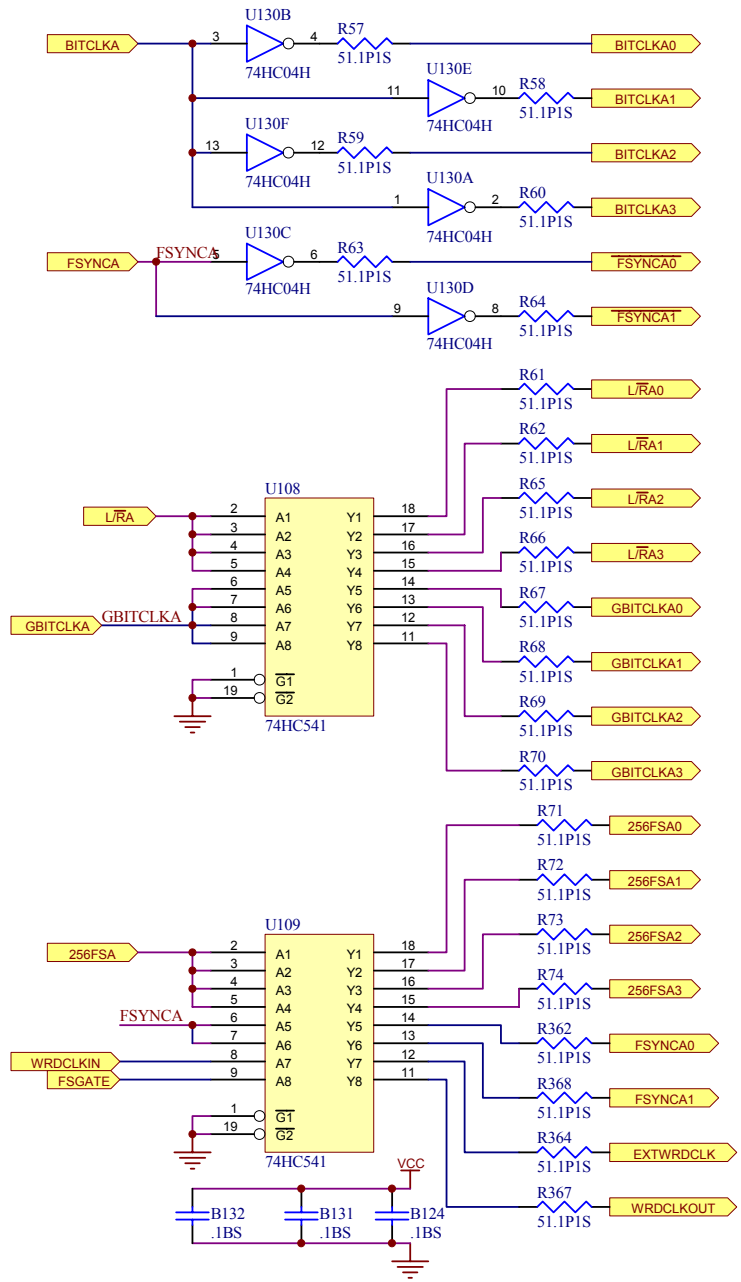 U130B
BITCLKA 3 4 R57 BITCLKA0
74HC04H 51.1P1S
U130E
11 10 R58 BITCLKA1
74HC04H 51.1P1S
U130F
13 12 R59 BITCLKA2
74HC04H 51.1P1S
U130A
1 2 R60 BITCLKA3
74HC04H 51.1P1S
U130C
FSYNCA FSYNCA 5 6 R63 FSYNCA0
74HC04H 51.1P1S
U130D
9 8 R64 FSYNCA1
74HC04H 51.1P1S
R61
51.1P1S L/RA0
R62
51.1P1S L/RA1
R65
51.1P1S L/RA2
R66
51.1P1S L/RA3
R67
51.1P1S GBITCLKA0
R68
51.1P1S GBITCLKA1
R69
51.1P1S GBITCLKA2
R70
51.1P1S GBITCLKA3
U108
L/RA 2 A1 Y1 18
3 A2 Y2 17
4 A3 Y3 16
5 A4 Y4 15
6 A5 Y5 14
7 A6 Y6 13
GBITCLKA GBITCLKA 8 A7 Y7 12
9 A8 Y8 11
1 G1
19 G2
74HC541
R71
51.1P1S 256FSA0
R72
51.1P1S 256FSA1
R73
51.1P1S 256FSA2
R74
51.1P1S 256FSA3
R362
51.1P1S FSYNCA0
R368
51.1P1S FSYNCA1
R364
51.1P1S EXTWRDCLK
R367
51.1P1S WRDCLKOUT
U109
256FSA 2 A1 Y1 18
3 A2 Y2 17
4 A3 Y3 16
5 A4 Y4 15
FSYNCA 6 A5 Y5 14
7 A6 Y6 13
WRDCLKIN 8 A7 Y7 12
FSGATE 9 A8 Y8 11
1 G1
19 G2
74HC541
VCC
B132 B131 B124
.1BS .1BS .1BS